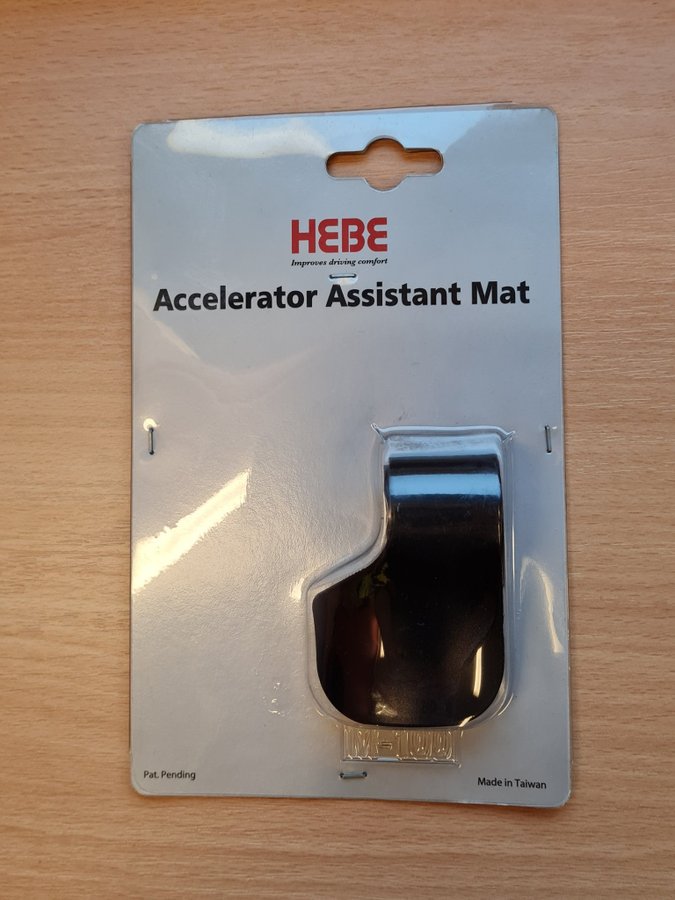 HEBE
Improves driving comfort
Accelerator Assistant Mat
M-100
Pat. Pending
Made in Taiwan